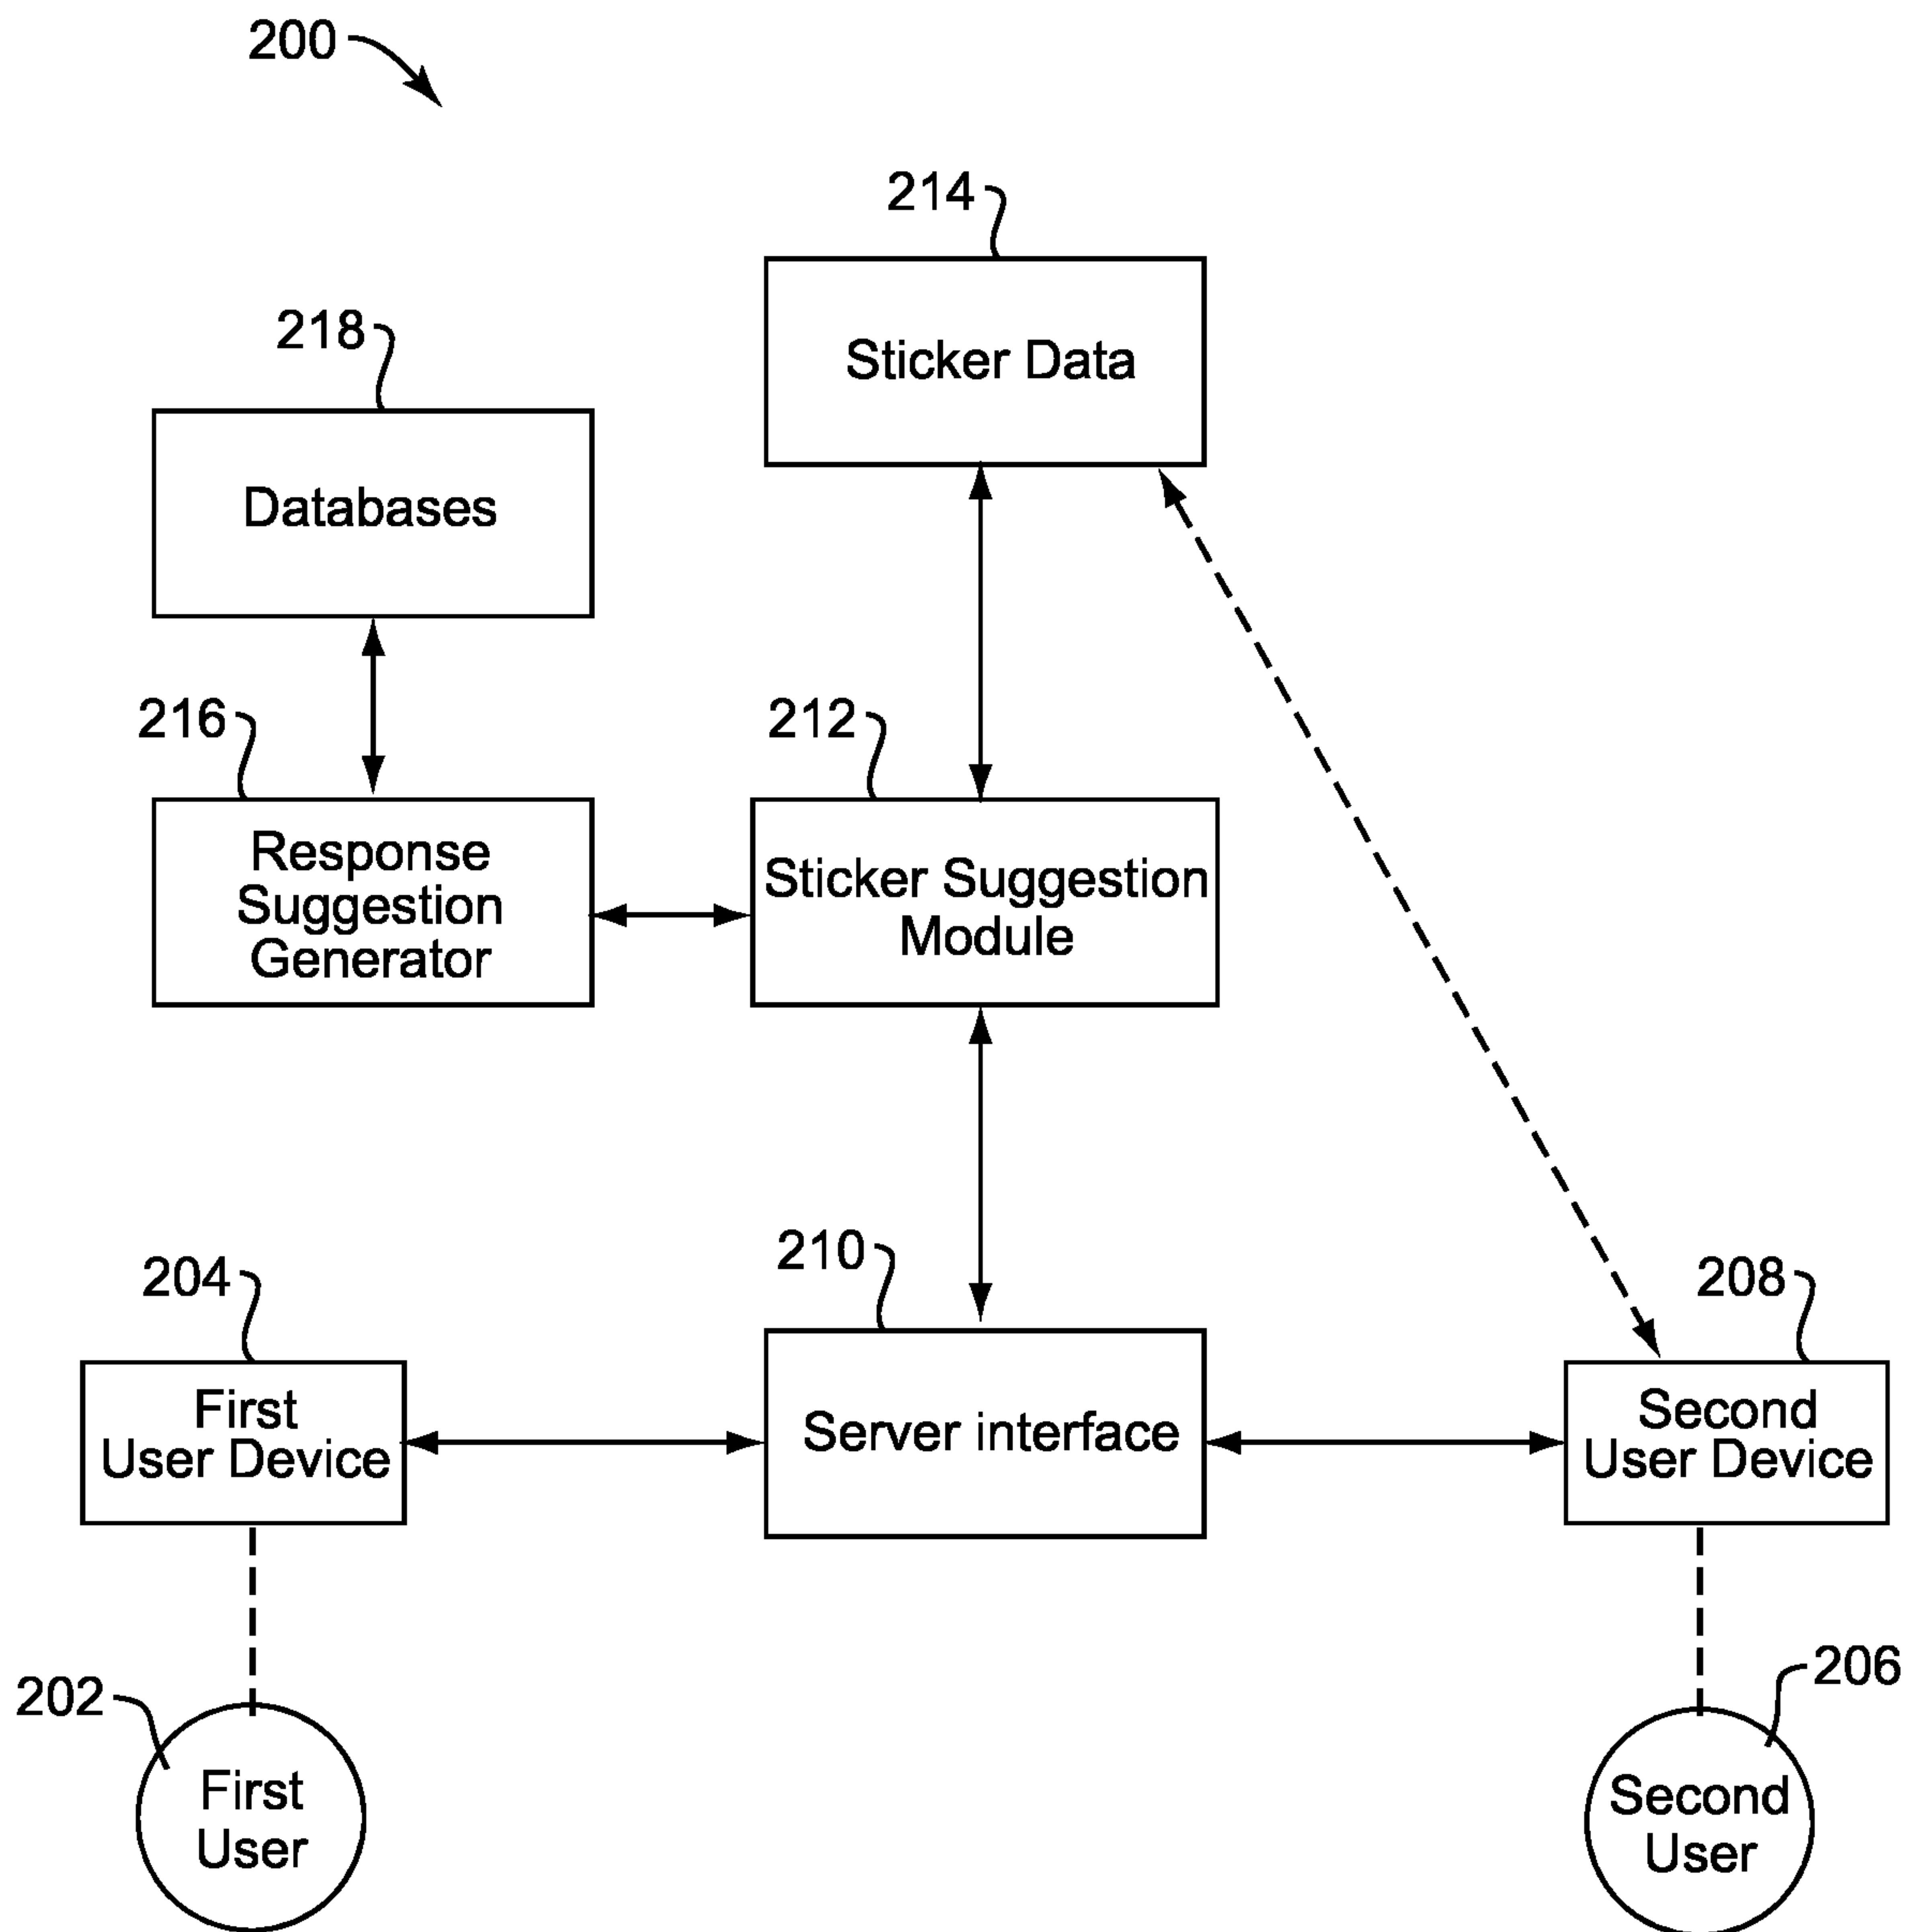 200
214
Sticker Data
218
Databases
216
Response
Suggestion
Generator
212
Sticker Suggestion
Module
210
Server interface
204
First
User Device
208
Second
User Device
202
First
User
206
Second
User